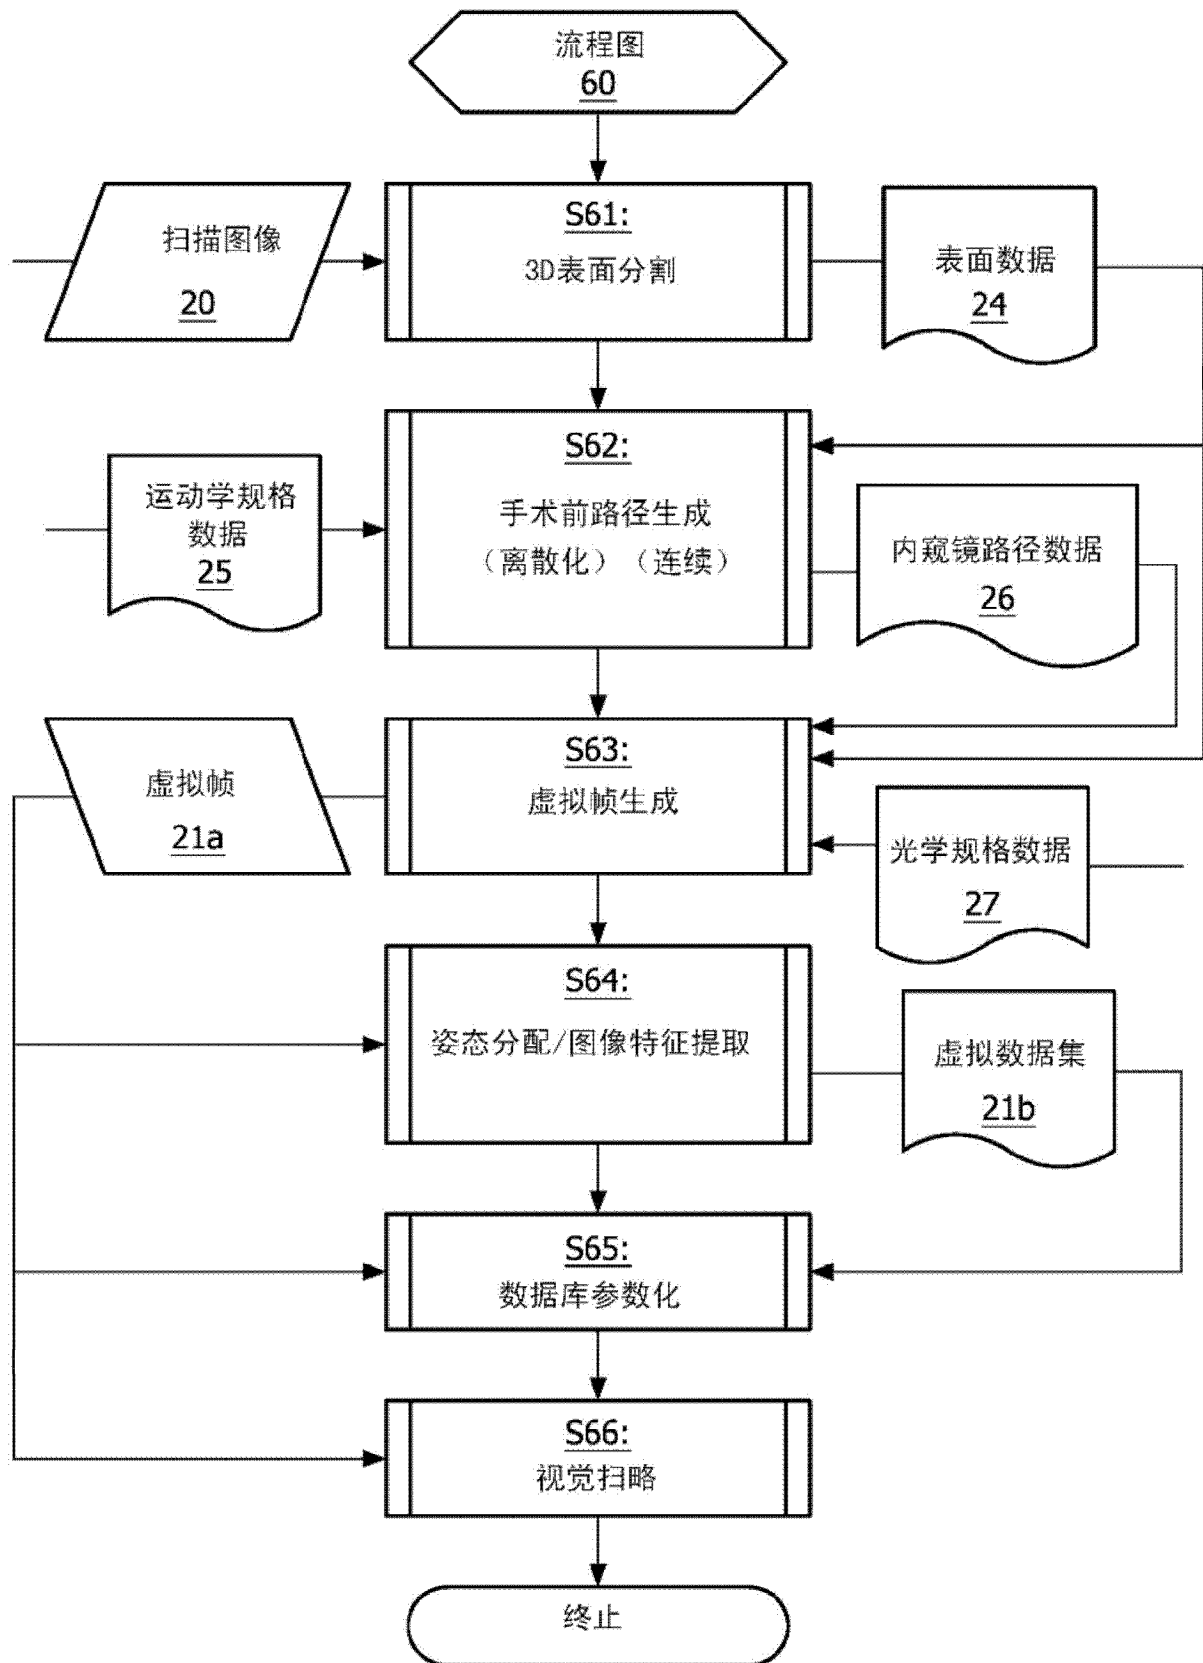 流程图
60
扫描图像
20
S61:
3D表面分割
表面数据
24
运动学规格
数据
25
S62:
手术前路径生成
（离散化）（连续）
内窥镜路径数据
26
虚拟帧
21a
S63:
虚拟帧生成
光学规格数据
27
S64:
姿态分配/图像特征提取
虚拟数据集
21b
S65:
数据库参数化
S66:
视觉扫略
终止